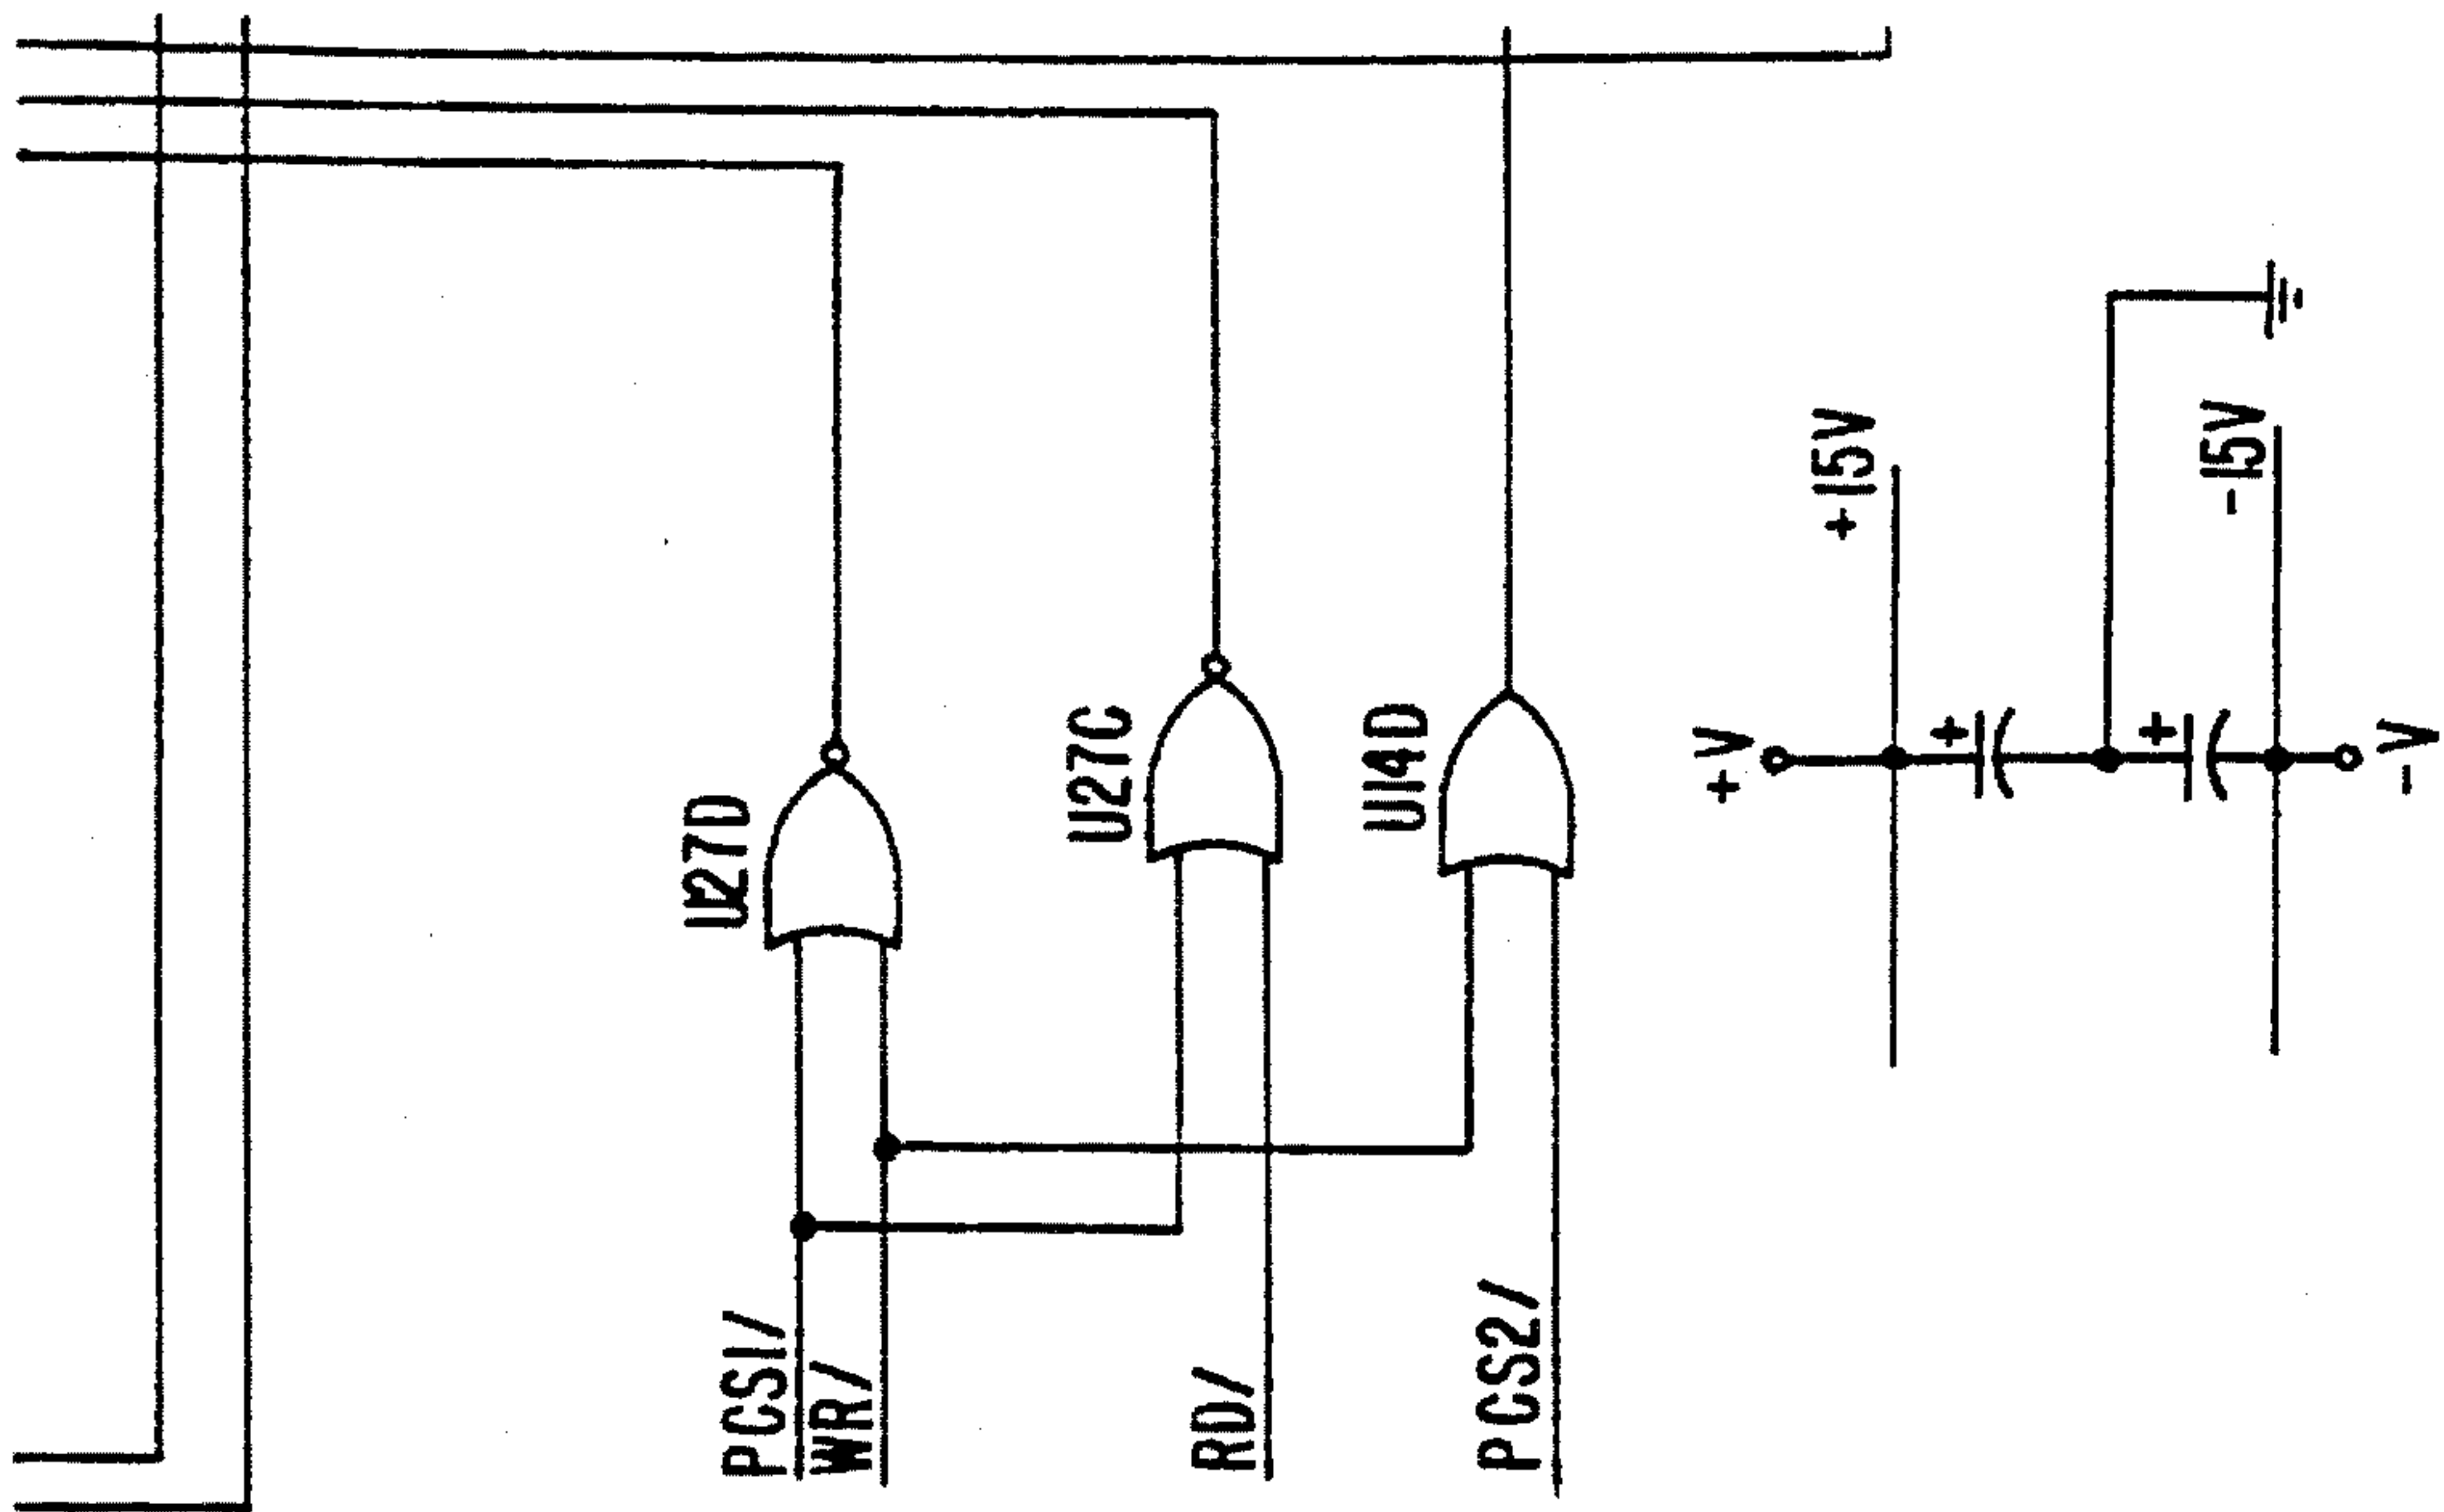 U27D
PCS1/
WR/
U27C
RD/
U14D
PCS2/
+V
+15V
+
+
-15V
-V